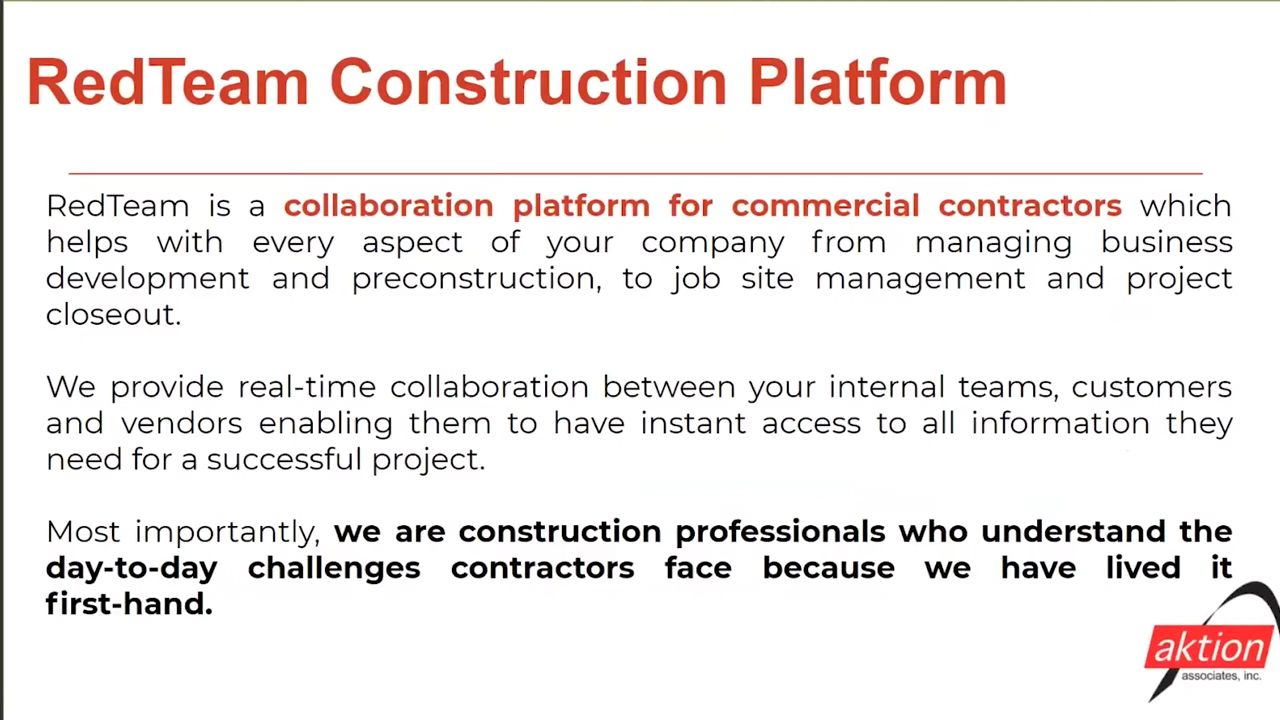 RedTeam Construction Platform
RedTeam is a collaboration platform for commercial contractors which
helps with every aspect of your company from managing business
development and preconstruction, to job site management and project
closeout.
We provide real-time collaboration between your internal teams, customers
and vendors enabling them to have instant access to all information they
need for a successful project.
Most importantly, we are construction professionals who understand the
day-to-day challenges contractors face because we have lived it
first-hand.
aktion
associates, inc.